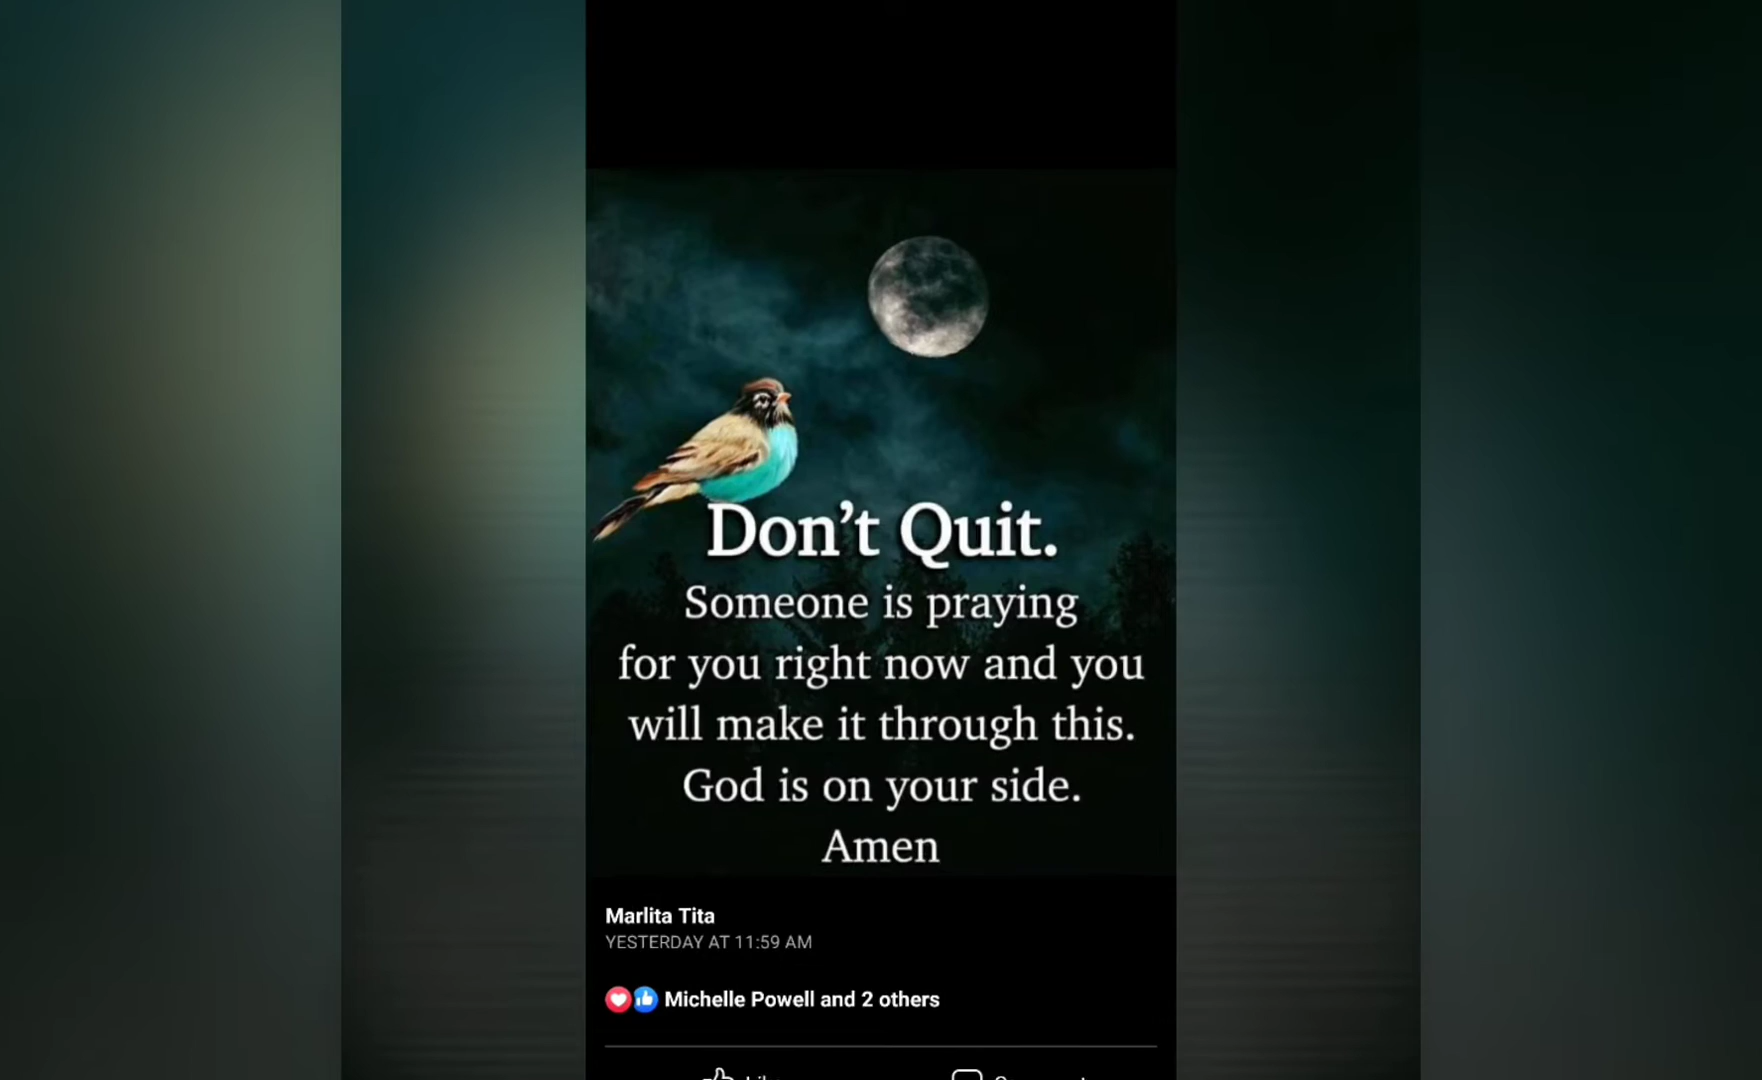 Don't Quit.
Someone is praying
for you right now and you
will make it through this.
God is on your side.
Amen
Marlita Tita
YESTERDAY AT 11:59 AM
Michelle Powell and 2 others